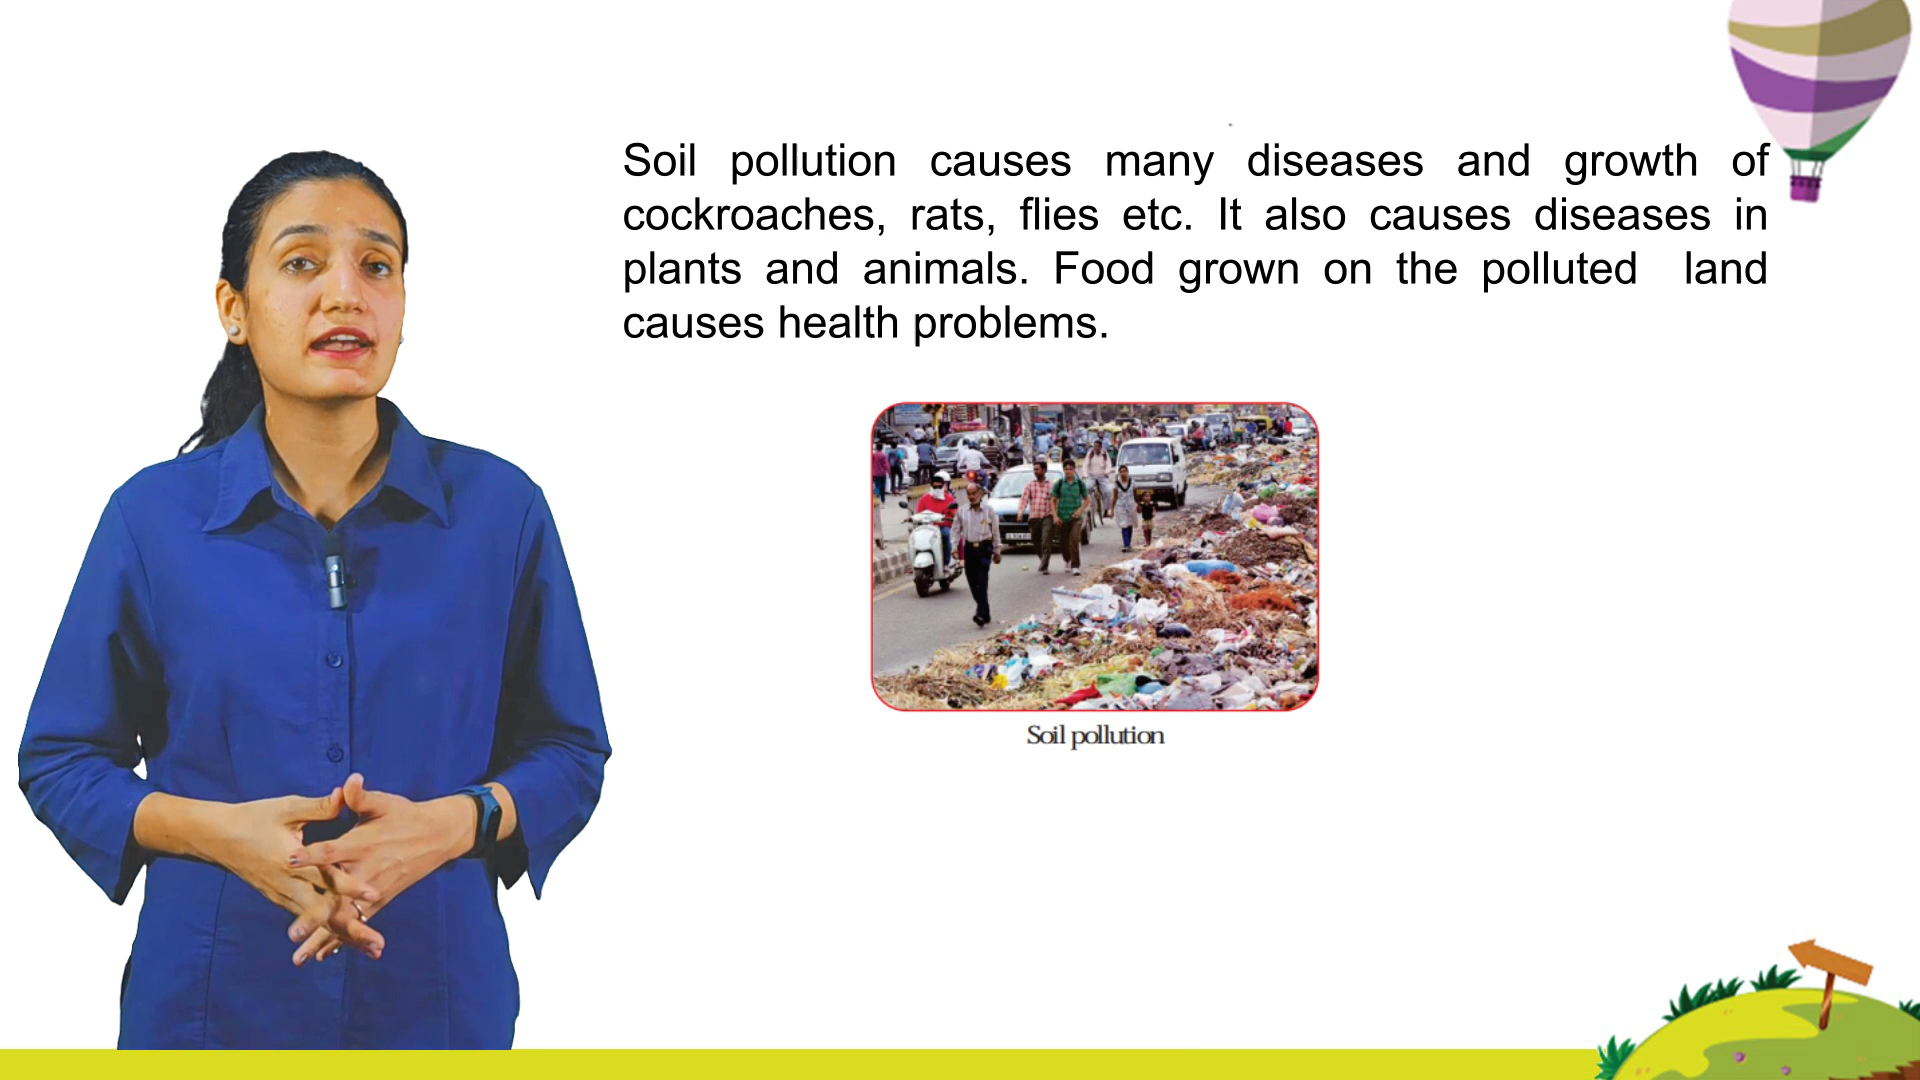 Soil pollution causes many diseases and growth of
cockroaches, rats, flies etc. It also causes diseases in
plants and animals. Food grown on the polluted land
causes health problems.
Soil pollution